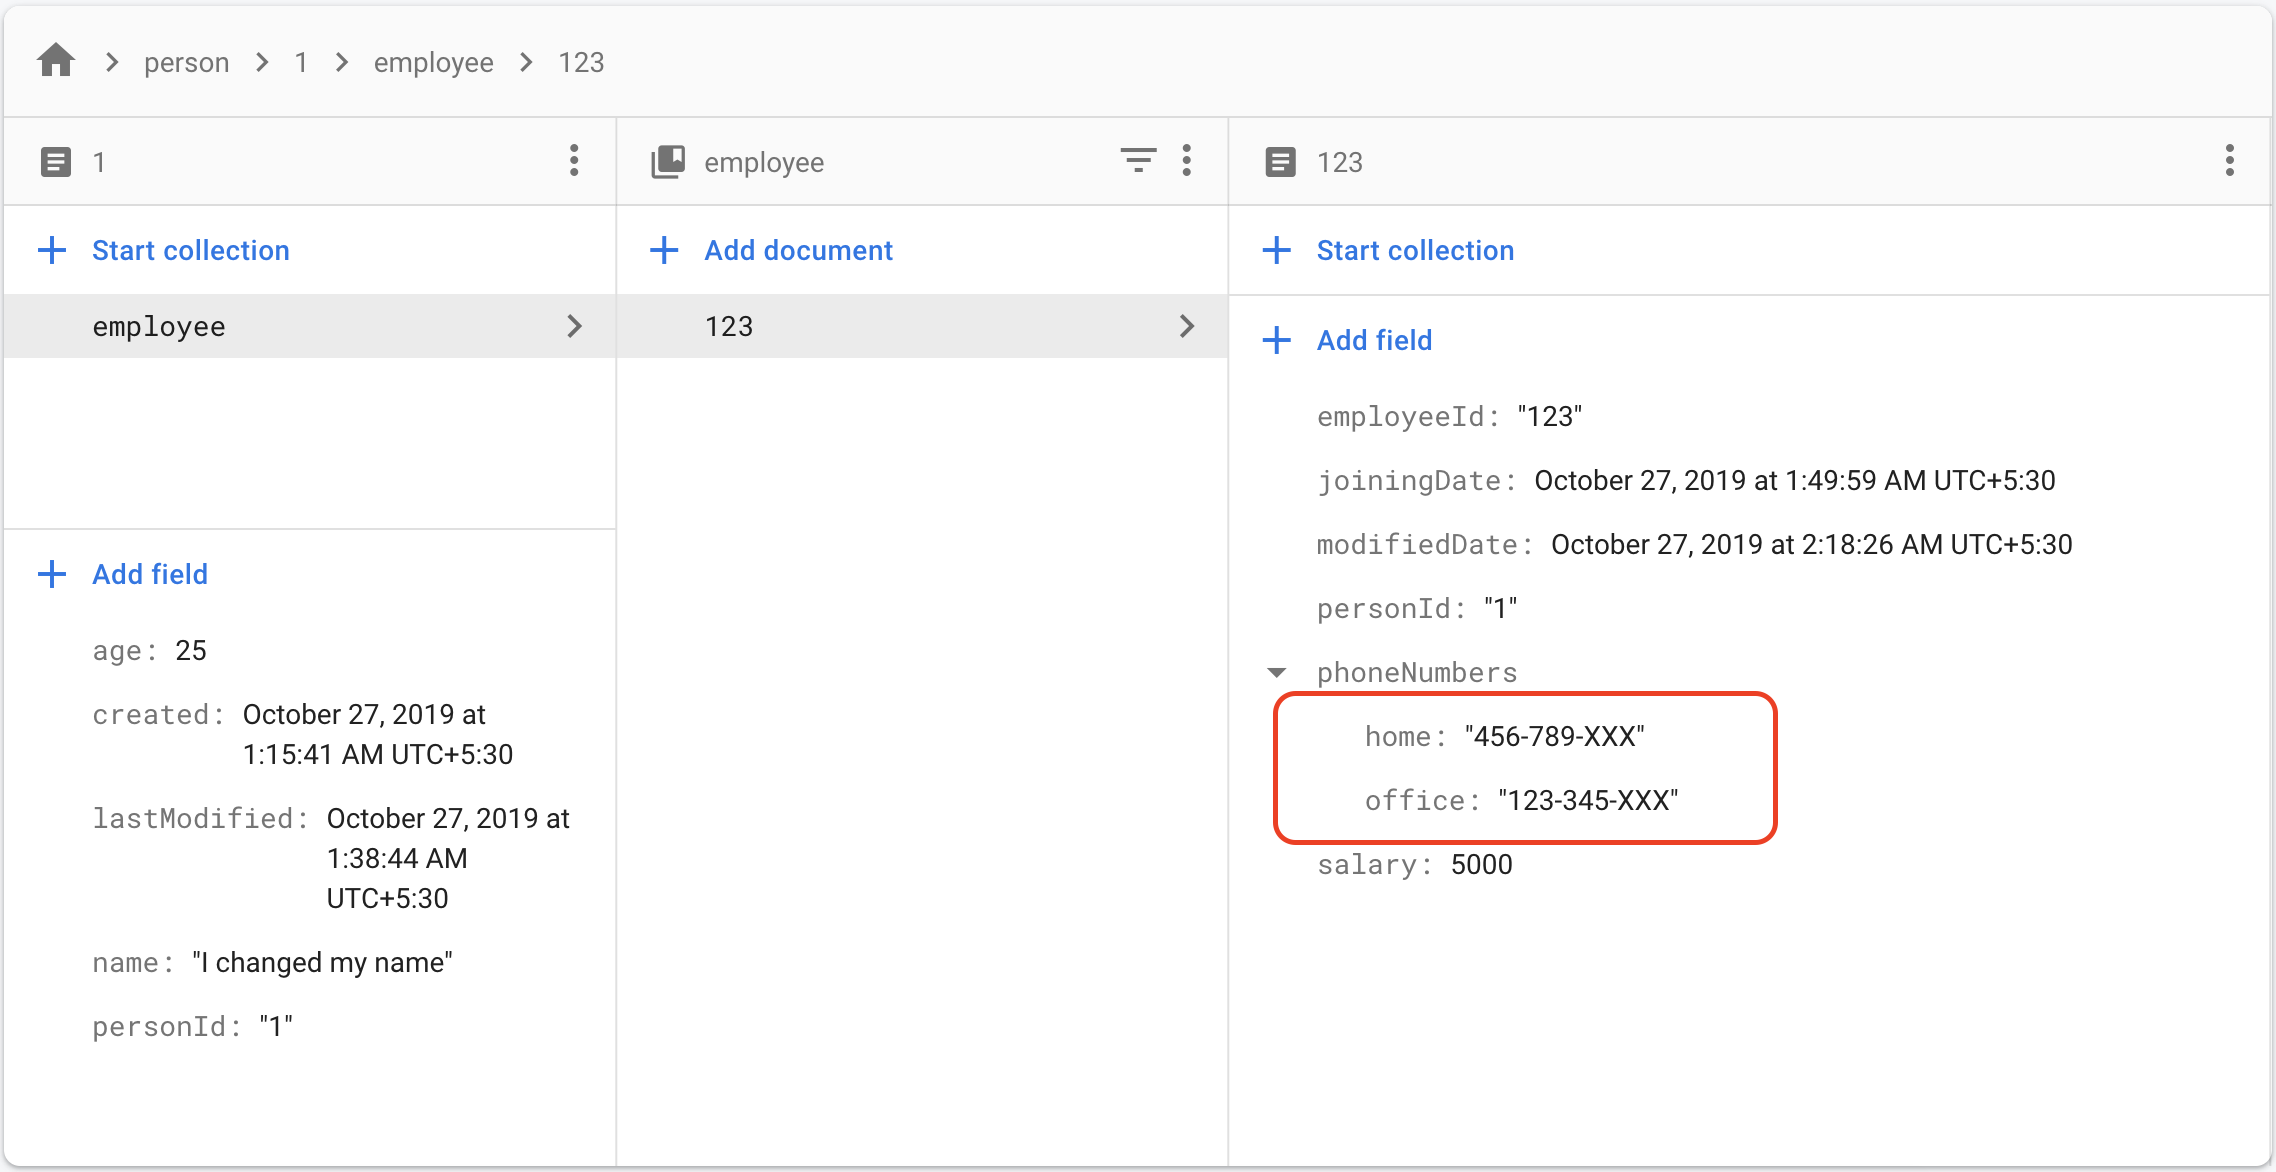 person 1 employee 123
1
Start collection
employee
Add field
age: 25
created: October 27, 2019 at
1:15:41 AM UTC+5:30
lastModified: October 27, 2019 at
1:38:44 AM
UTC+5:30
name: "I changed my name"
personId: "1"
employee
Add document
123
123
Start collection
Add field
employeeId: "123"
joiningDate: October 27, 2019 at 1:49:59 AM UTC+5:30
modifiedDate: October 27, 2019 at 2:18:26 AM UTC+5:30
personId: "1"
phoneNumbers
home: "456-789-XXX"
office: "123-345-XXX"
salary: 5000